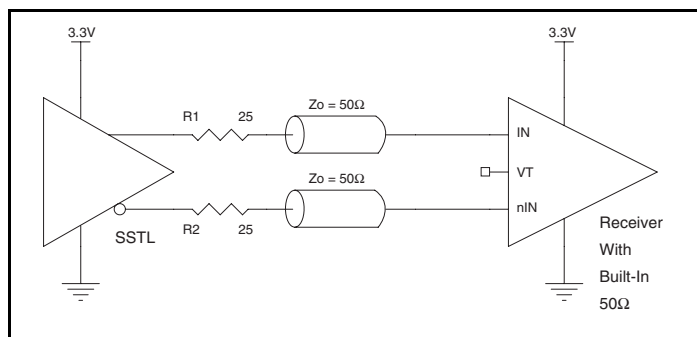 3.3V
3.3V
R1
25
Zo = 50Ω
IN
VT
Zo = 50Ω
nIN
R2
25
SSTL
Receiver
With
Built-In
50Ω